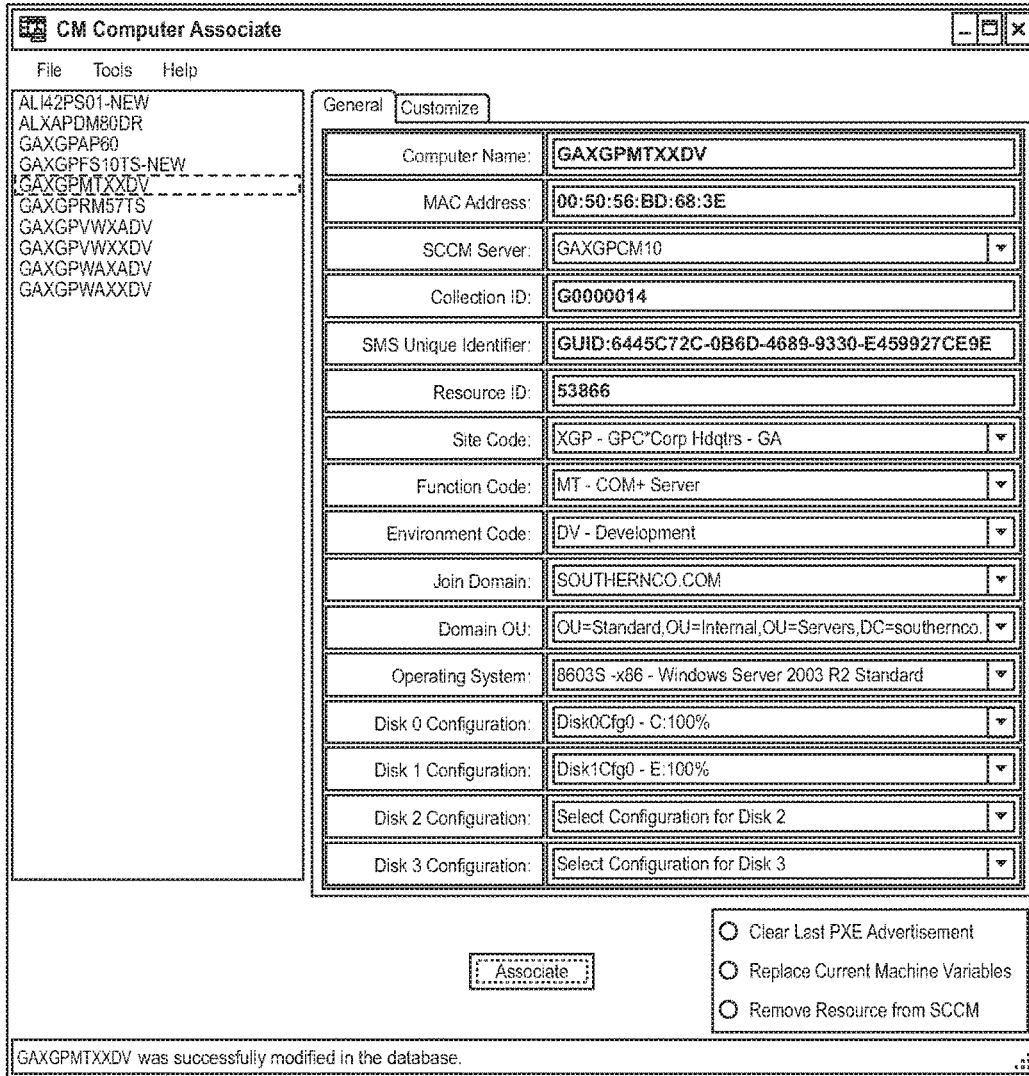 CM Computer Associate
File Tools Help
ALI42PS01-NEW
ALXAPDM80DR
GAXGPAP60
GAXGPFS10TS-NEW
GAXGPMTXXDV
GAXGPRM57TS
GAXGPVWXADV
GAXGPVWXXDV
GAXGPWAXADV
GAXGPWAXXDV
General Customize
Computer Name: GAXGPMTXXDV
MAC Address: 00:50:56:BD:68:3E
SCCM Server: GAXGPCM10
Collection ID: G0000014
SMS Unique Identifier: GUID:6445C72C-0B6D-4689-9330-E459927CE9E
Resource ID: 53866
Site Code: XGP - GPC*Corp Hdqtrs - GA
Function Code: MT - COM+ Server
Environment Code: DV - Development
Join Domain: SOUTHERNCO.COM
Domain OU: OU=Standard,OU=Internal,OU=Servers,DC=southernco.
Operating System: 8603S -x86 - Windows Server 2003 R2 Standard
Disk 0 Configuration: Disk0Cfg0 - C:100%
Disk 1 Configuration: Disk1Cfg0 - E:100%
Disk 2 Configuration: Select Configuration for Disk 2
Disk 3 Configuration: Select Configuration for Disk 3
Associate
Clear Last PXE Advertisement
Replace Current Machine Variables
Remove Resource from SCCM
GAXGPMTXXDV was successfully modified in the database.